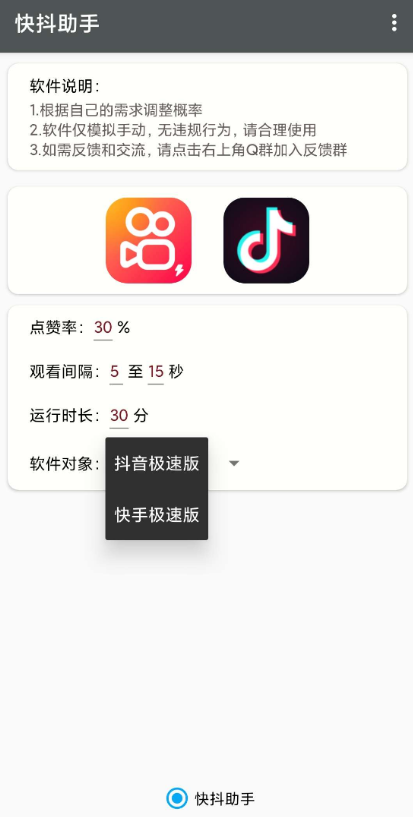 快抖助手
软件说明：
1.根据自己的需求调整概率
2.软件仅模拟手动，无违规行为，请合理使用
3.如需反馈和交流，请点击右上角Q群加入反馈群
点赞率：30 %
观看间隔：5 至 15 秒
运行时长：30 分
软件对象：
抖音极速版
快手极速版
快抖助手